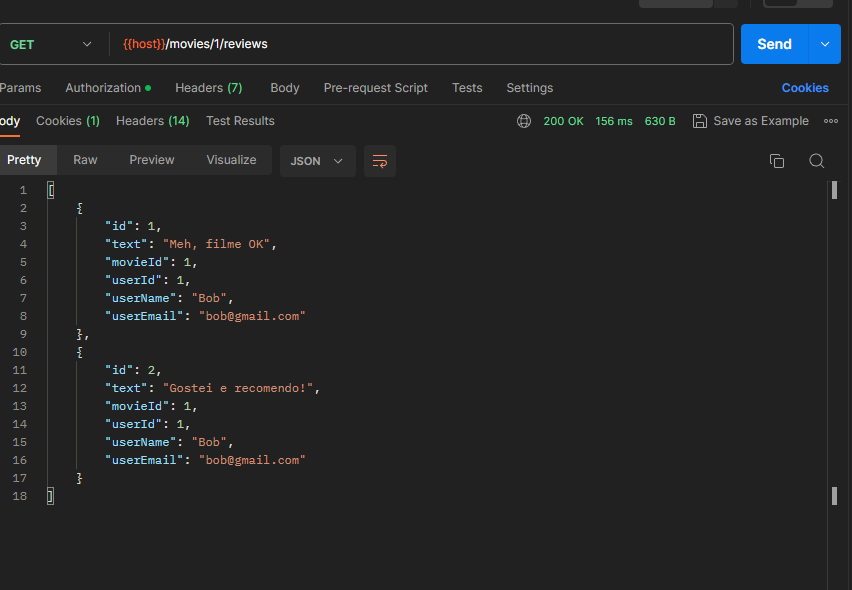 GET {{host}}/movies/1/reviews Send
Params Authorization Headers (7) Body Pre-request Script Tests Settings Cookies
ody Cookies (1) Headers (14) Test Results 200 OK 156 ms 630 B Save as Example
Pretty Raw Preview Visualize JSON
1 [
2 {
3 "id": 1,
4 "text": "Meh, filme OK",
5 "movieId": 1,
6 "userId": 1,
7 "userName": "Bob",
8 "userEmail": "bob@gmail.com"
9 },
10 {
11 "id": 2,
12 "text": "Gostei e recomendo!",
13 "movieId": 1,
14 "userId": 1,
15 "userName": "Bob",
16 "userEmail": "bob@gmail.com"
17 }
18 ]